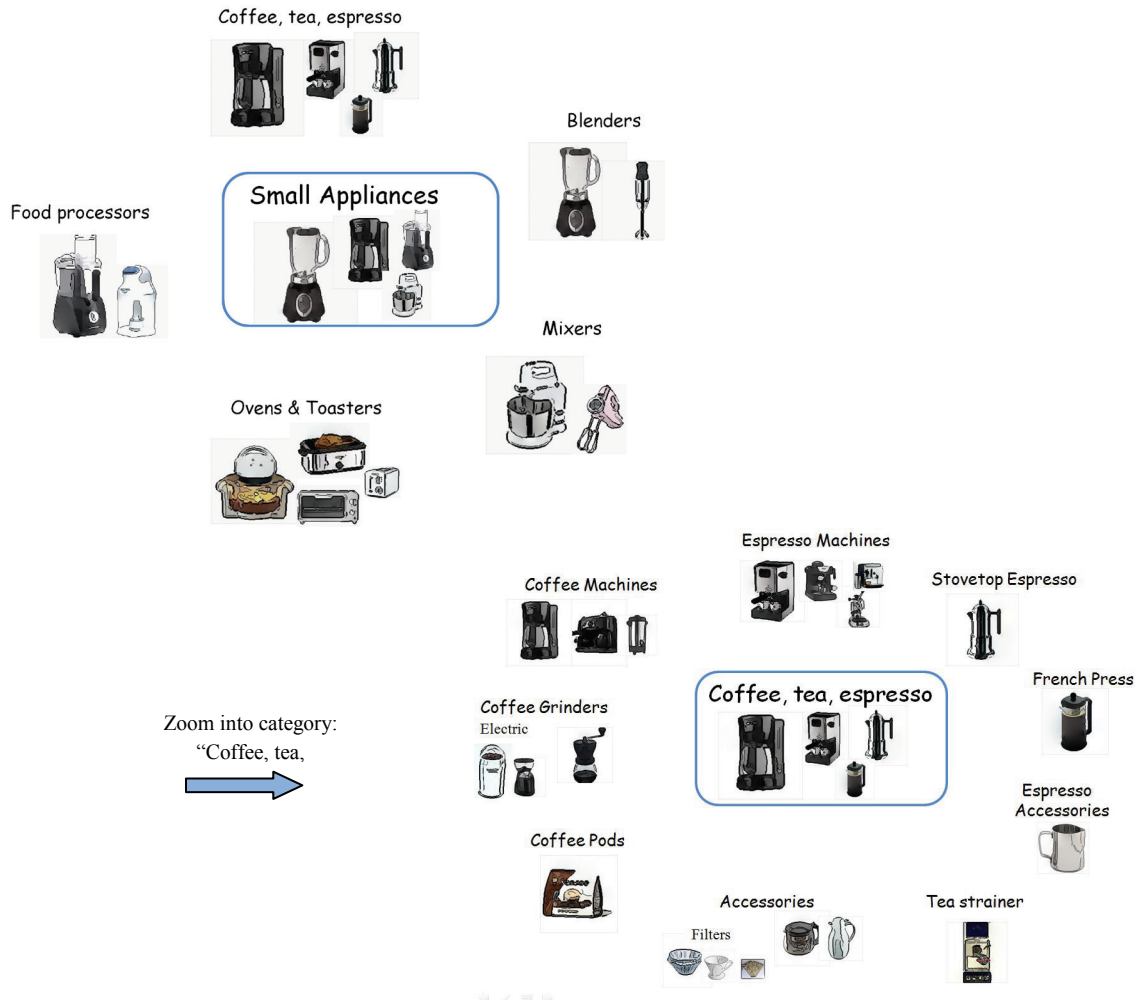 Coffee, tea, espresso
Blenders
Small Appliances
Food processors
Mixers
Ovens & Toasters
Espresso Machines
Coffee Machines
Stovetop Espresso
French Press
Coffee, tea, espresso
Coffee Grinders
Electric
Zoom into category:
“Coffee, tea,
Espresso
Accessories
Coffee Pods
Accessories
Tea strainer
Filters